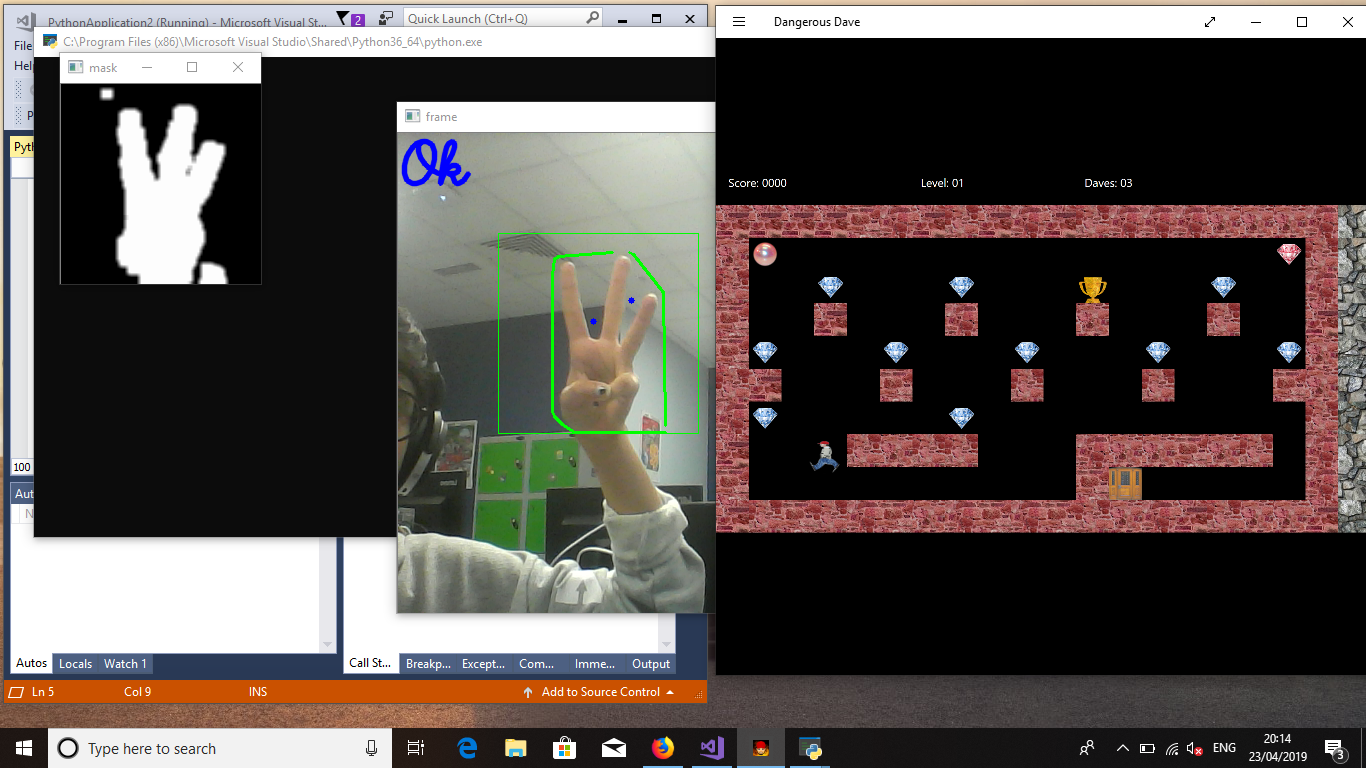 PythonApplication2 (Running) - Microsoft Visual St...
2
Quick Launch (Ctrl+Q)
File
C:\Program Files (x86)\Microsoft Visual Studio\Shared\Python36_64\python.exe
Help
mask
frame
Ok
Dangerous Dave
Score: 0000
Level: 01
Daves: 03
100
Aut
N
Autos
Locals
Watch 1
Call St...
Breakp...
Except...
Com...
Imme...
Output
Ln 5
Col 9
INS
Add to Source Control
Type here to search
ENG
20:14
23/04/2019
3